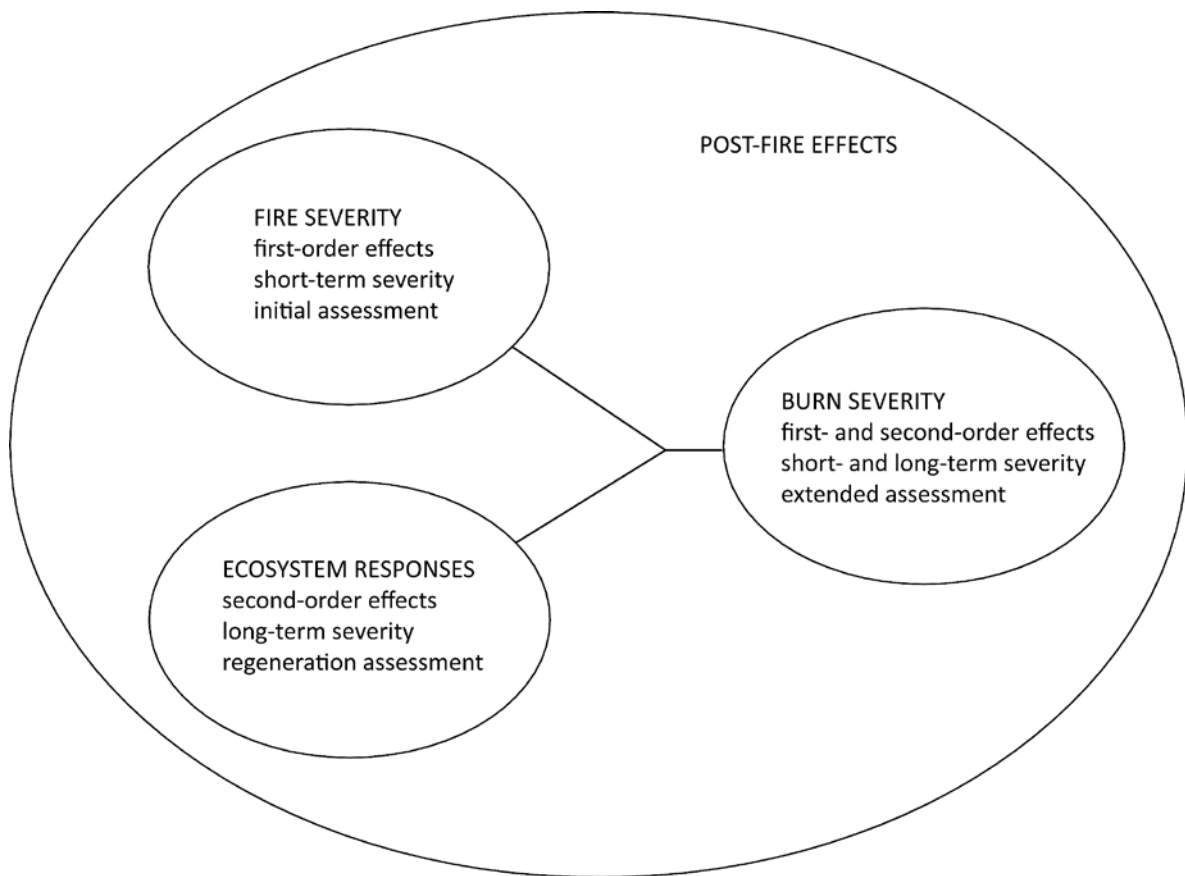 POST-FIRE EFFECTS
FIRE SEVERITY
first-order effects
short-term severity
initial assessment
BURN SEVERITY
first- and second-order effects
short- and long-term severity
extended assessment
ECOSYSTEM RESPONSES
second-order effects
long-term severity
regeneration assessment